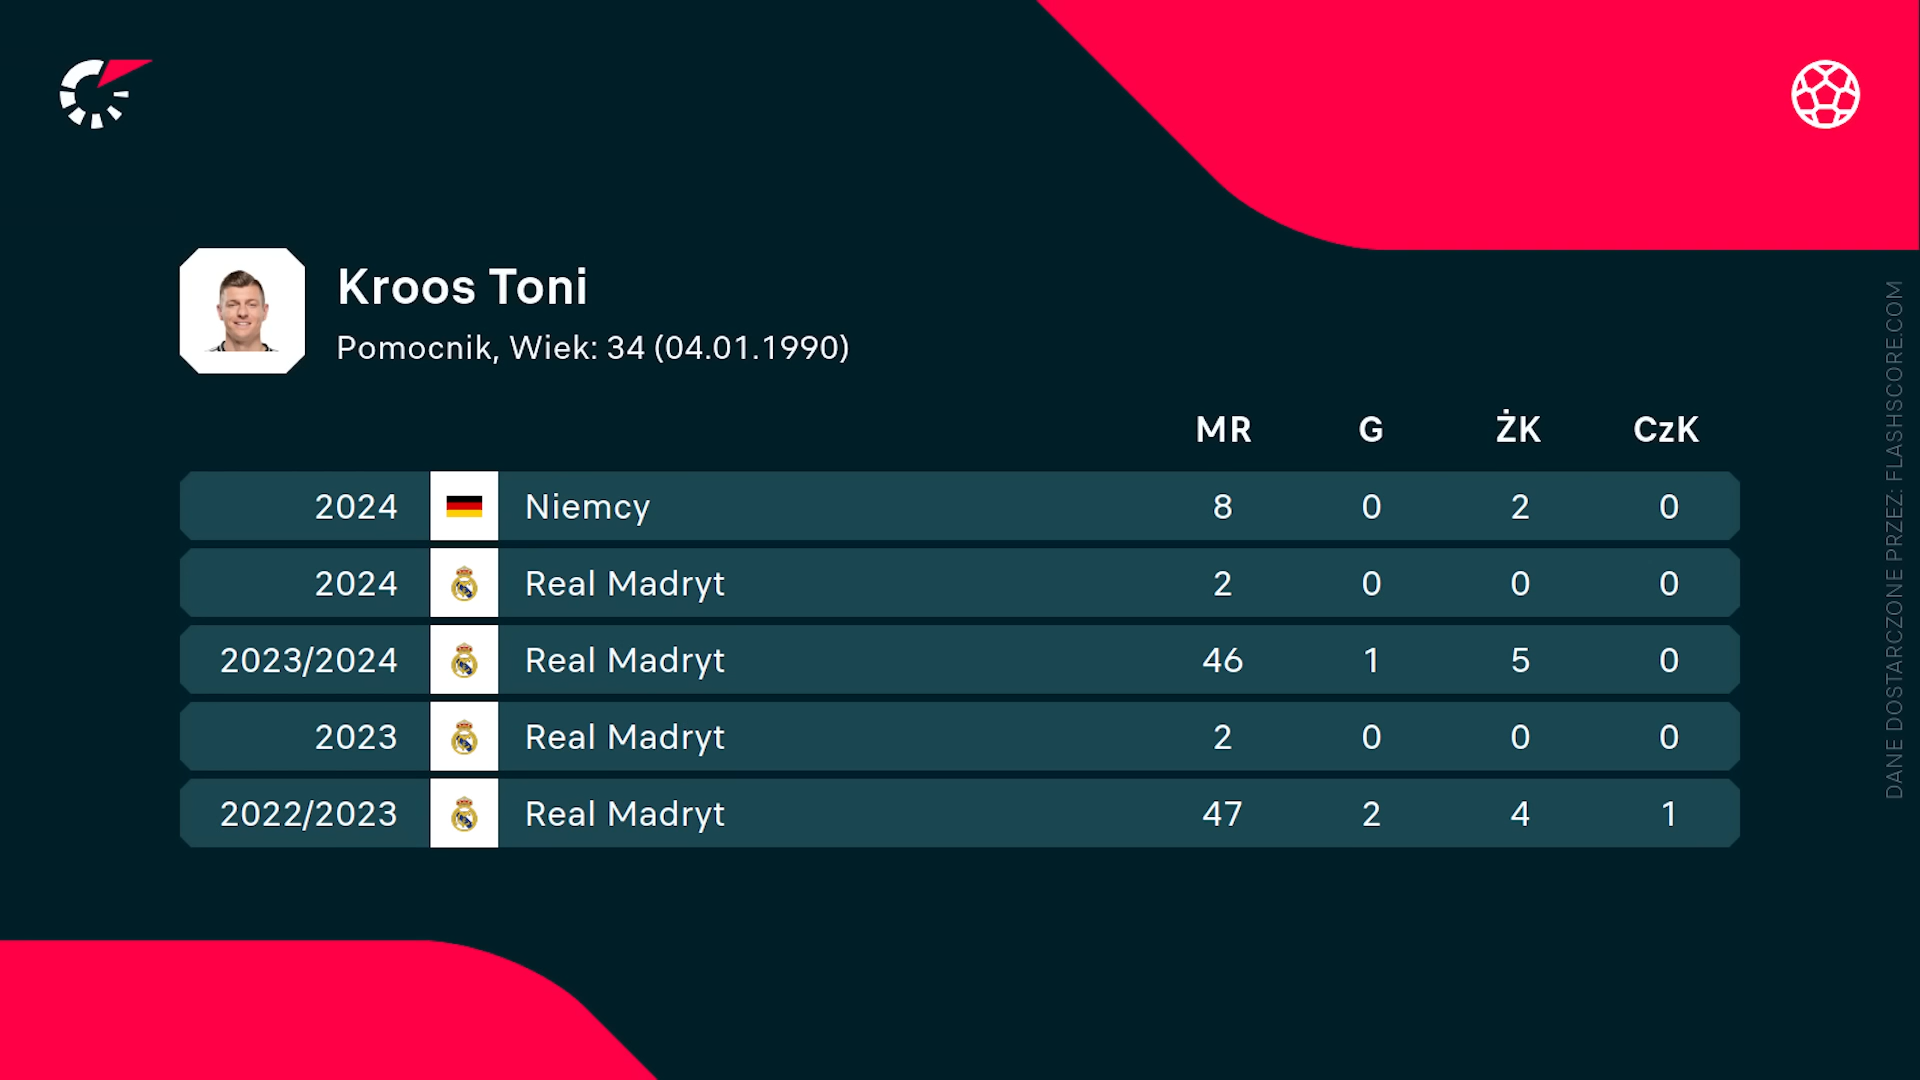 Kroos Toni
Pomocnik, Wiek: 34 (04.01.1990)
MR G ŻK CzK
2024 Niemcy 8 0 2 0
2024 Real Madryt 2 0 0 0
2023/2024 Real Madryt 46 1 5 0
2023 Real Madryt 2 0 0 0
2022/2023 Real Madryt 47 2 4 1
DANE DOSTARCZONE PRZEZ: FLASHSCORE.COM